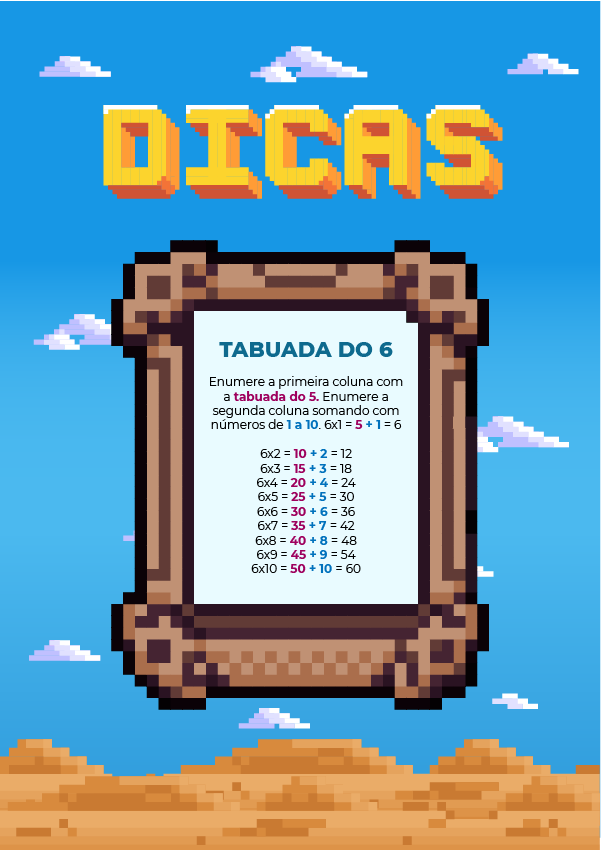 DICAS
TABUADA DO 6
Enumere a primeira coluna com
a tabuada do 5. Enumere a
segunda coluna somando com
números de 1 a 10. 6x1 = 5 + 1 = 6
6x2 = 10 + 2 = 12
6x3 = 15 + 3 = 18
6x4 = 20 + 4 = 24
6x5 = 25 + 5 = 30
6x6 = 30 + 6 = 36
6x7 = 35 + 7 = 42
6x8 = 40 + 8 = 48
6x9 = 45 + 9 = 54
6x10 = 50 + 10 = 60